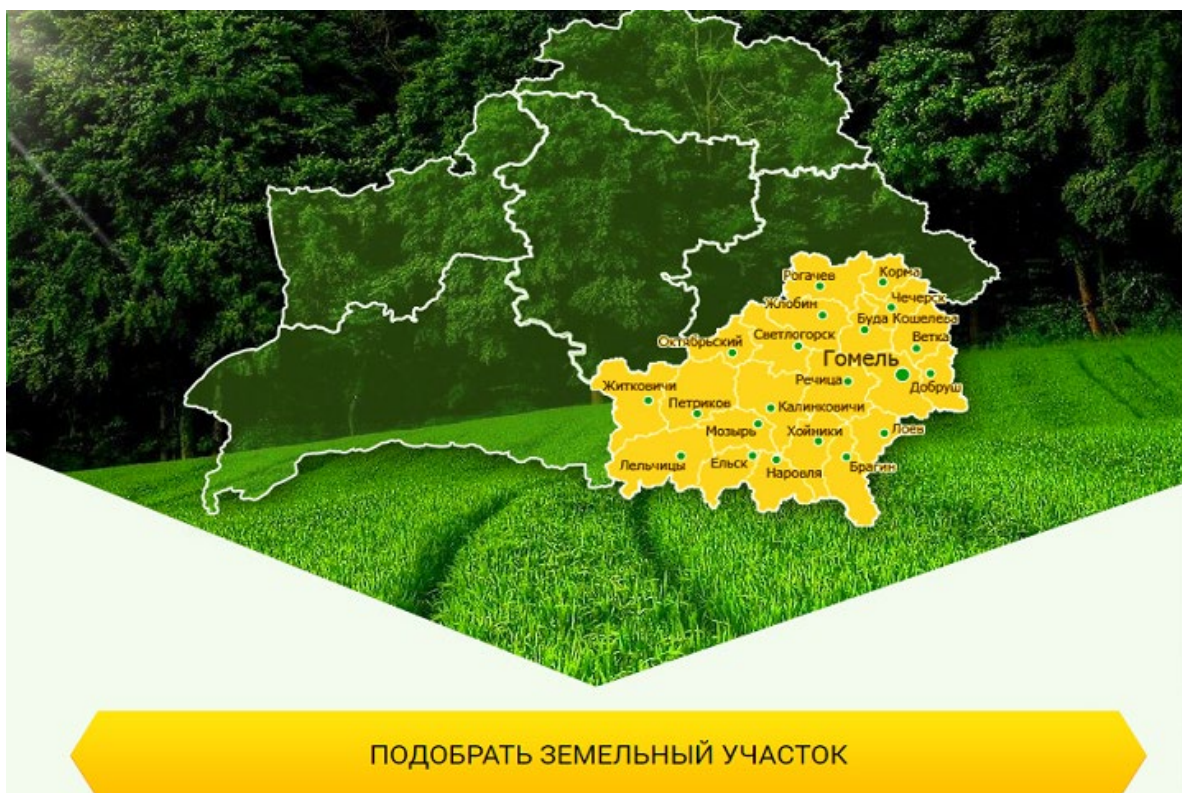 Рогачев
Корма
Жлобин
Чечерск
Буда Кошелева
Октябрьский
Светлогорск
Ветка
Гомель
Житковичи
Речица
Добруш
Петриков
Калинковичи
Мозырь
Хойники
Лоев
Лельчицы
Ельск
Наровля
Брагин
ПОДОБРАТЬ ЗЕМЕЛЬНЫЙ УЧАСТОК